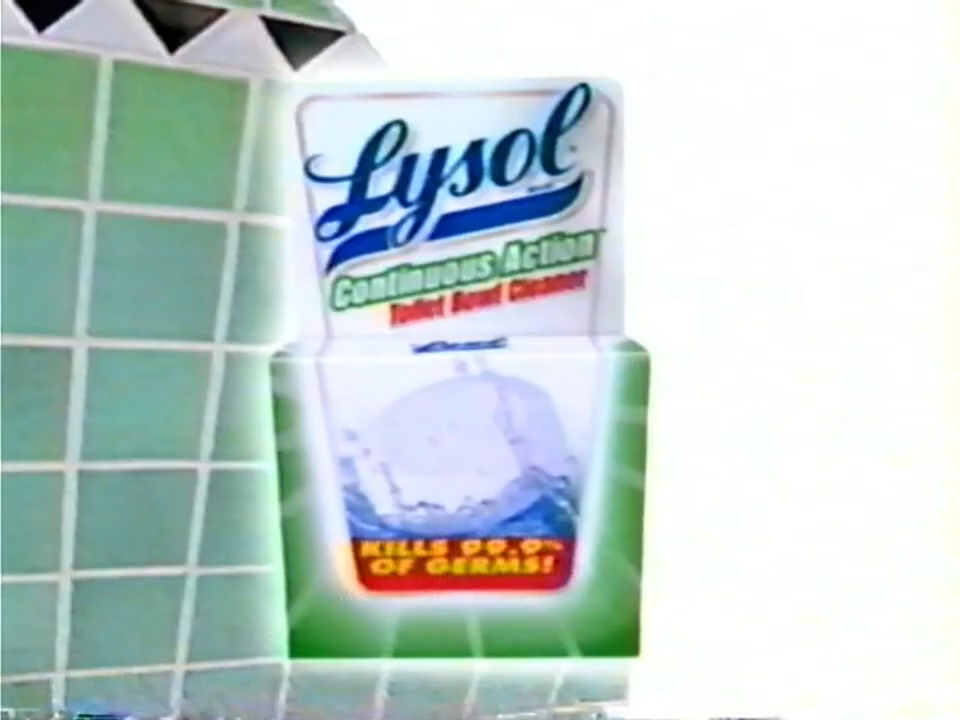 Lysol
Continuous Action
Toilet Bowl Cleaner
KILLS 99.9%
OF GERMS!